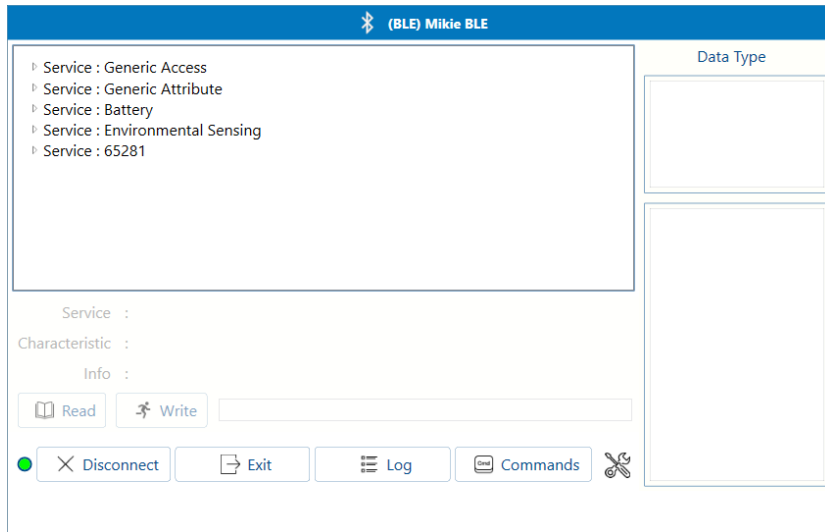 (BLE) Mikie BLE
Service : Generic Access
Service : Generic Attribute
Service : Battery
Service : Environmental Sensing
Service : 65281
Data Type
Service :
Characteristic :
Info :
Read Write
Disconnect Exit Log Cmd Commands